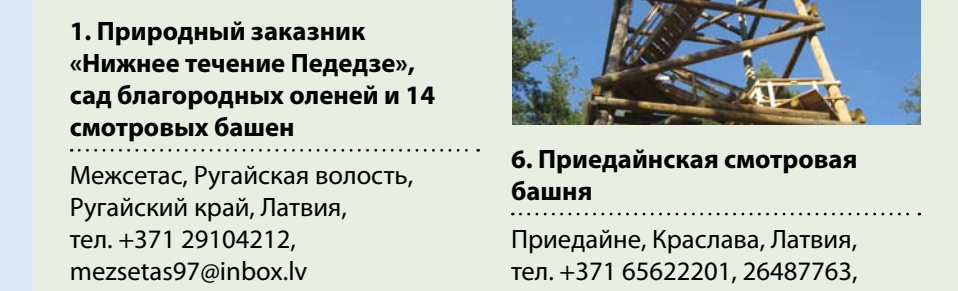 1. Природный заказник
«Нижнее течение Педедзе»,
сад благородных оленей и 14
смотровых башен
Межсетас, Ругайская волость,
Ругайский край, Латвия,
тел. +371 29104212,
mezsetas97@inbox.lv
6. Приедайнская смотровая
башня
Приедайне, Краслава, Латвия,
тел. +371 65622201, 26487763,